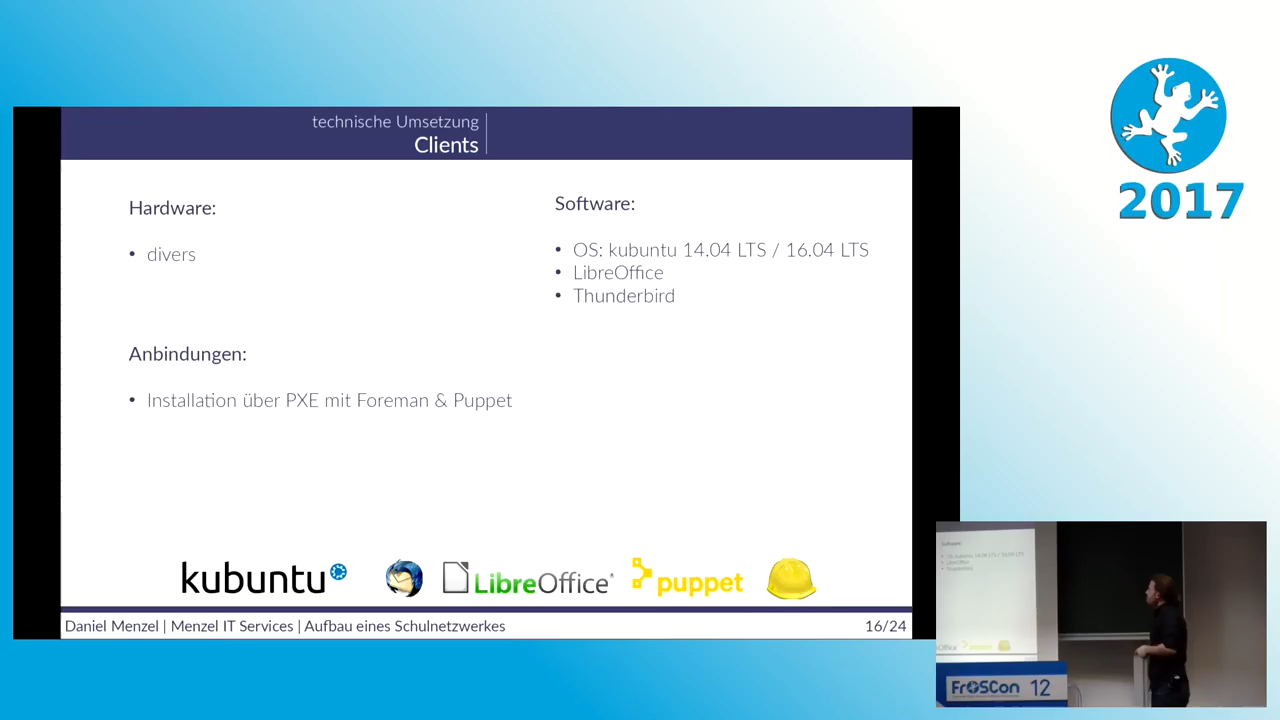 technische Umsetzung
Clients
Hardware:
• divers
Anbindungen:
• Installation über PXE mit Foreman & Puppet
Software:
• OS: kubuntu 14.04 LTS / 16.04 LTS
• LibreOffice
• Thunderbird
kubuntu LibreOffice puppet
Daniel Menzel | Menzel IT Services | Aufbau eines Schulnetzwerkes 16/24
2017
Software:
FrOSCon 12